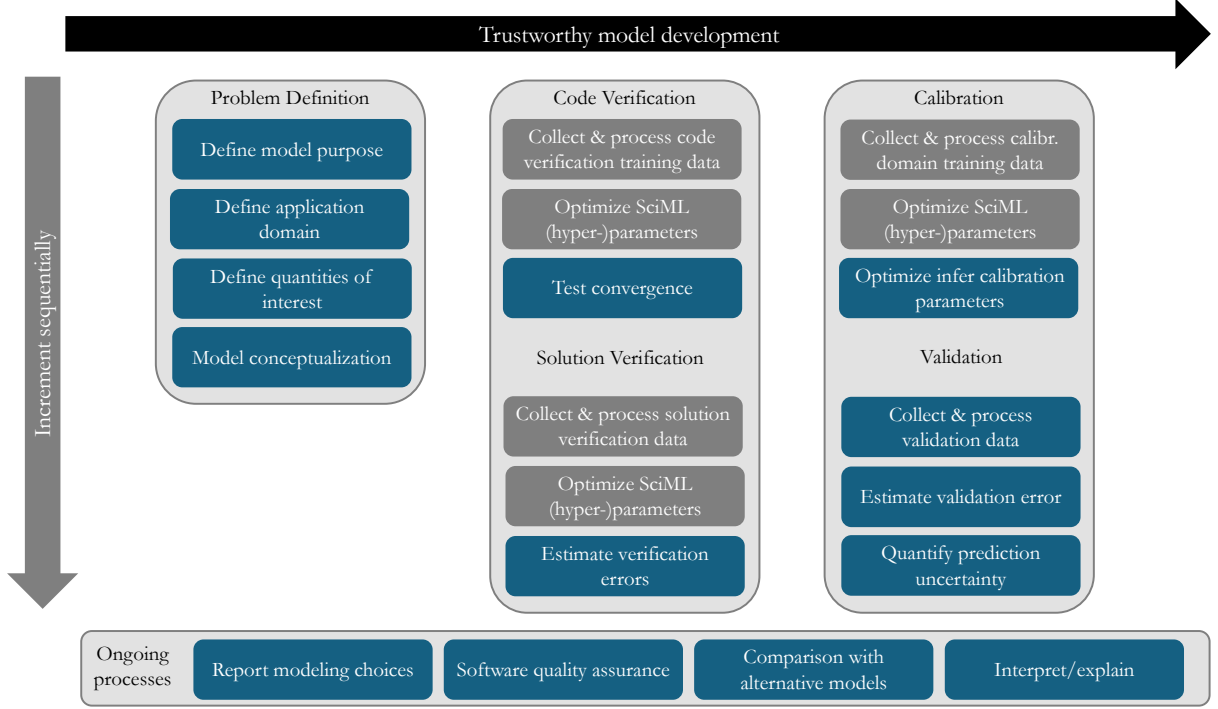 Trustworthy model development
Increment sequentially
Problem Definition
Define model purpose
Define application
domain
Define quantities of
interest
Model conceptualization
Code Verification
Collect & process code
verification training data
Optimize SciML
(hyper-)parameters
Test convergence
Solution Verification
Collect & process solution
verification data
Optimize SciML
(hyper-)parameters
Estimate verification
errors
Calibration
Collect & process calibr.
domain training data
Optimize SciML
(hyper-)parameters
Optimize infer calibration
parameters
Validation
Collect & process
validation data
Estimate validation error
Quantify prediction
uncertainty
Ongoing
processes
Report modeling choices
Software quality assurance
Comparison with
alternative models
Interpret/explain